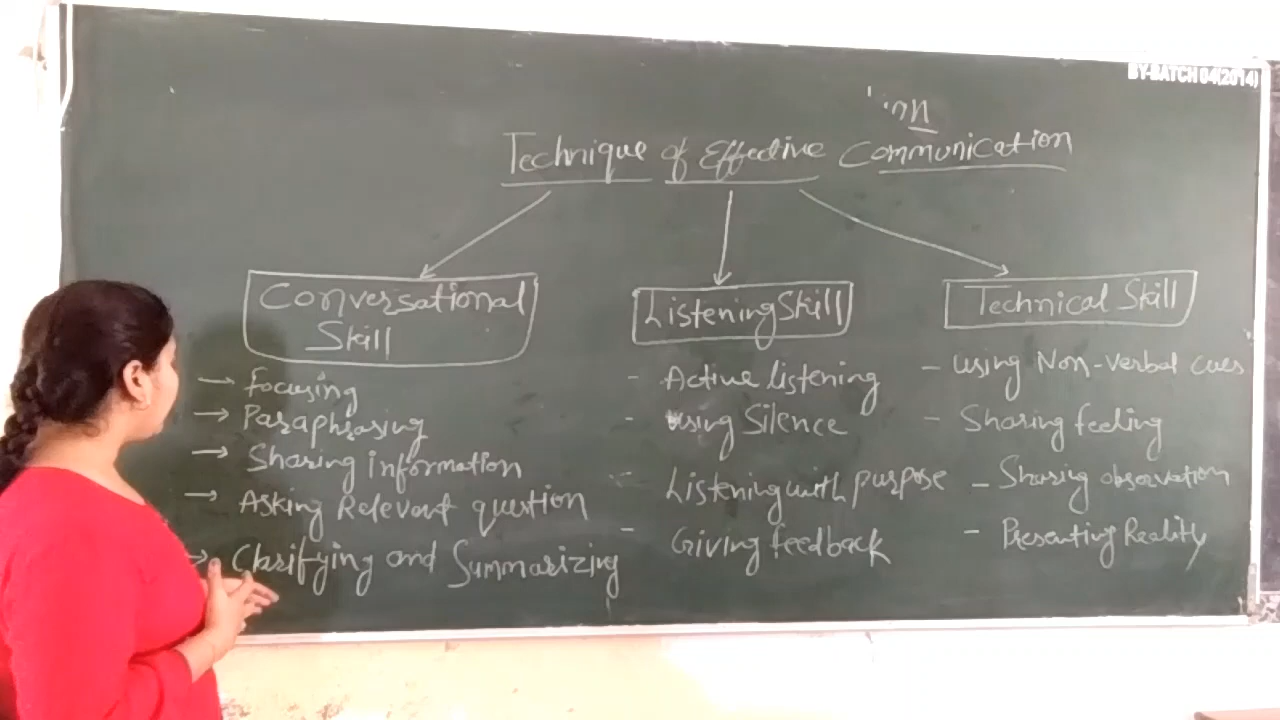 BY-BATCH 04(2014)
Technique of Effective Communication
Conversational
Skill
→ focusing
→ Paraphrasing
→ Sharing information
→ Asking Relevant question
→ Clarifying and Summarizing
Listening Skill
- Active listening
- using Silence
- Listening with purpose
- Giving feedback
Technical Skill
- using Non-verbal cues
- Sharing feeling
- Sharing observation
- Presenting Reality